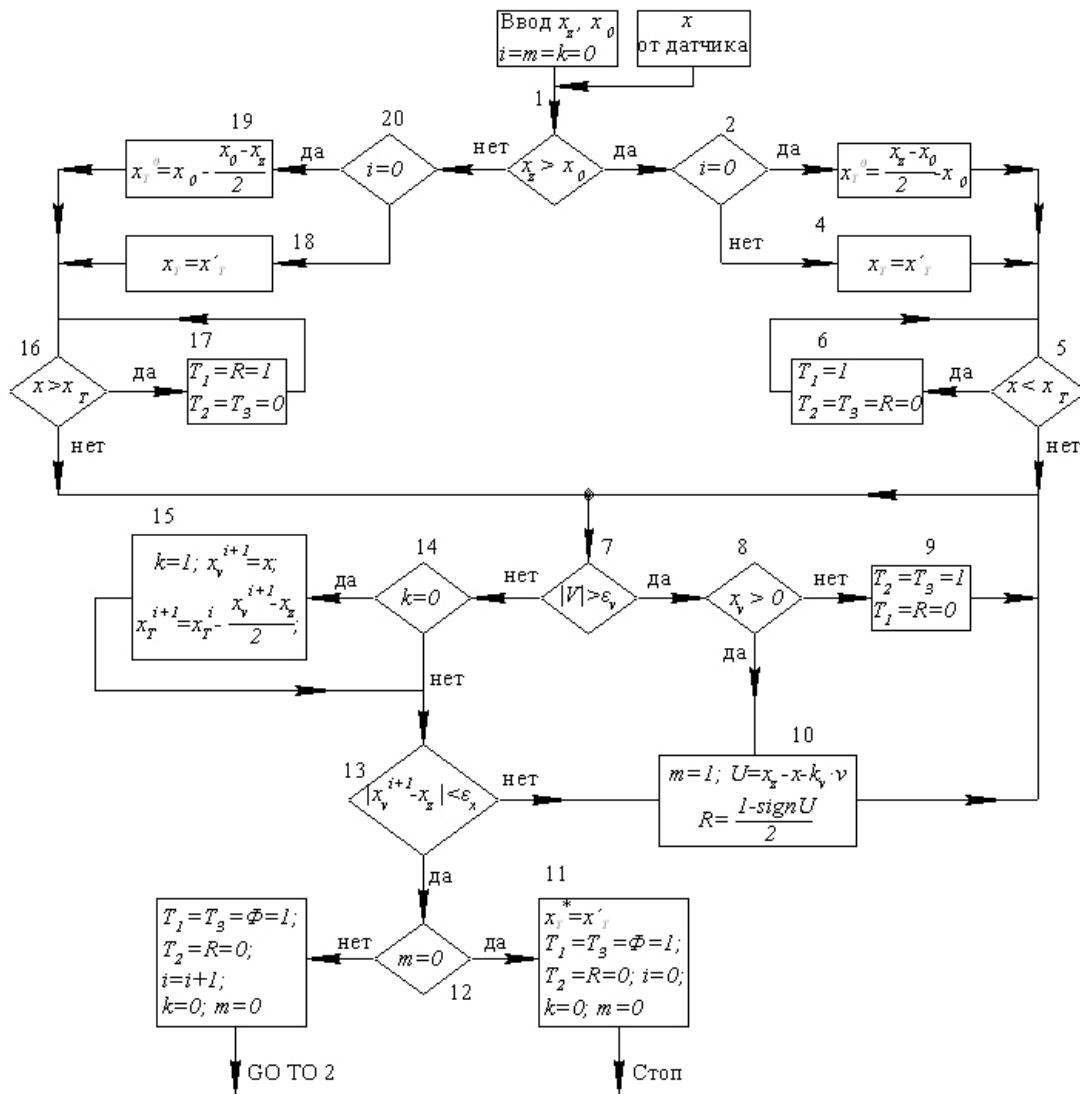 Ввод x_z, x_0
i=m=k=0
x
от датчика
1
20
2
19
x_T^0=x_0-(x_0-x_z)/2
да
i=0
нет
x_z > x_0
да
i=0
да
x_T^0=(x_z-x_0)/2-x_0
18
нет
4
x_T=x'_T
x_T=x'_T
16
17
6
5
x>x_T
да
T_1=R=1
T_2=T_3=0
T_1=1
T_2=T_3=R=0
да
x<x_T
нет
нет
15
14
7
8
9
k=1; x_v^{i+1}=x;
x_T^{i+1}=x_T^i-(x_v^{i+1}-x_z)/2;
да
k=0
нет
|V|>ε_v
да
x_v>0
нет
T_2=T_3=1
T_1=R=0
да
нет
10
13
|x_v^{i+1}-x_z|<ε_x
нет
m=1; U=x_z-x-k_v·v
R=(1-signU)/2
да
11
T_1=T_3=Ф=1;
T_2=R=0;
i=i+1;
k=0; m=0
нет
m=0
да
12
x_T^*=x'_T
T_1=T_3=Ф=1;
T_2=R=0; i=0;
k=0; m=0
GO TO 2
Стоп